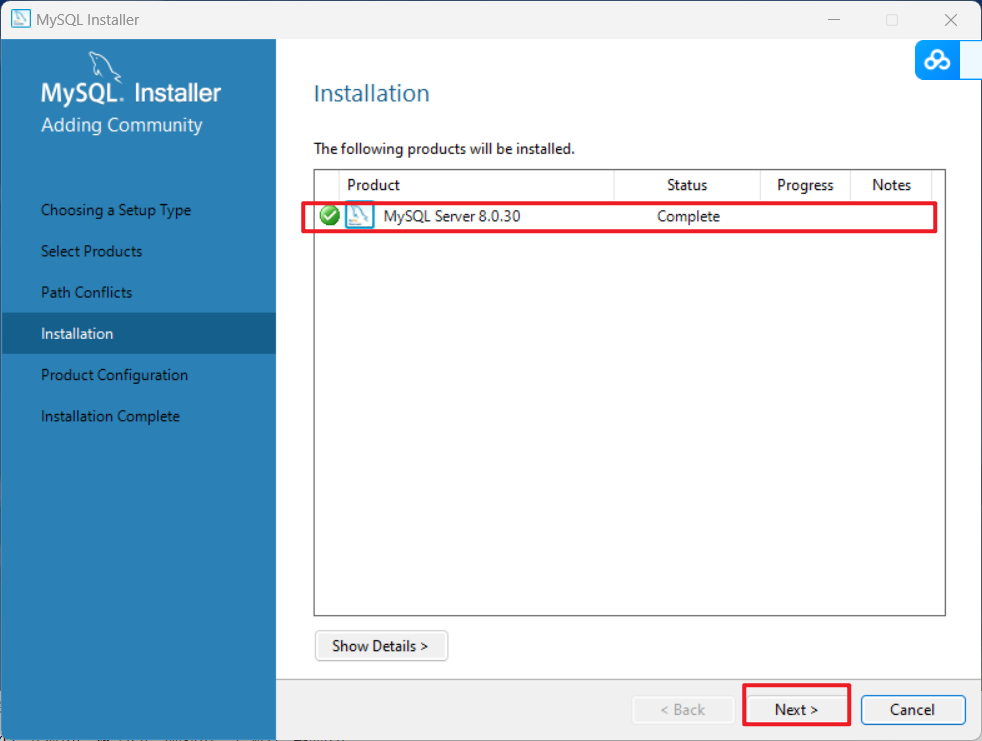 MySQL Installer
MySQL. Installer
Adding Community
Choosing a Setup Type
Select Products
Path Conflicts
Installation
Product Configuration
Installation Complete
Installation
The following products will be installed.
Product Status Progress Notes
MySQL Server 8.0.30 Complete
Show Details >
< Back Next > Cancel